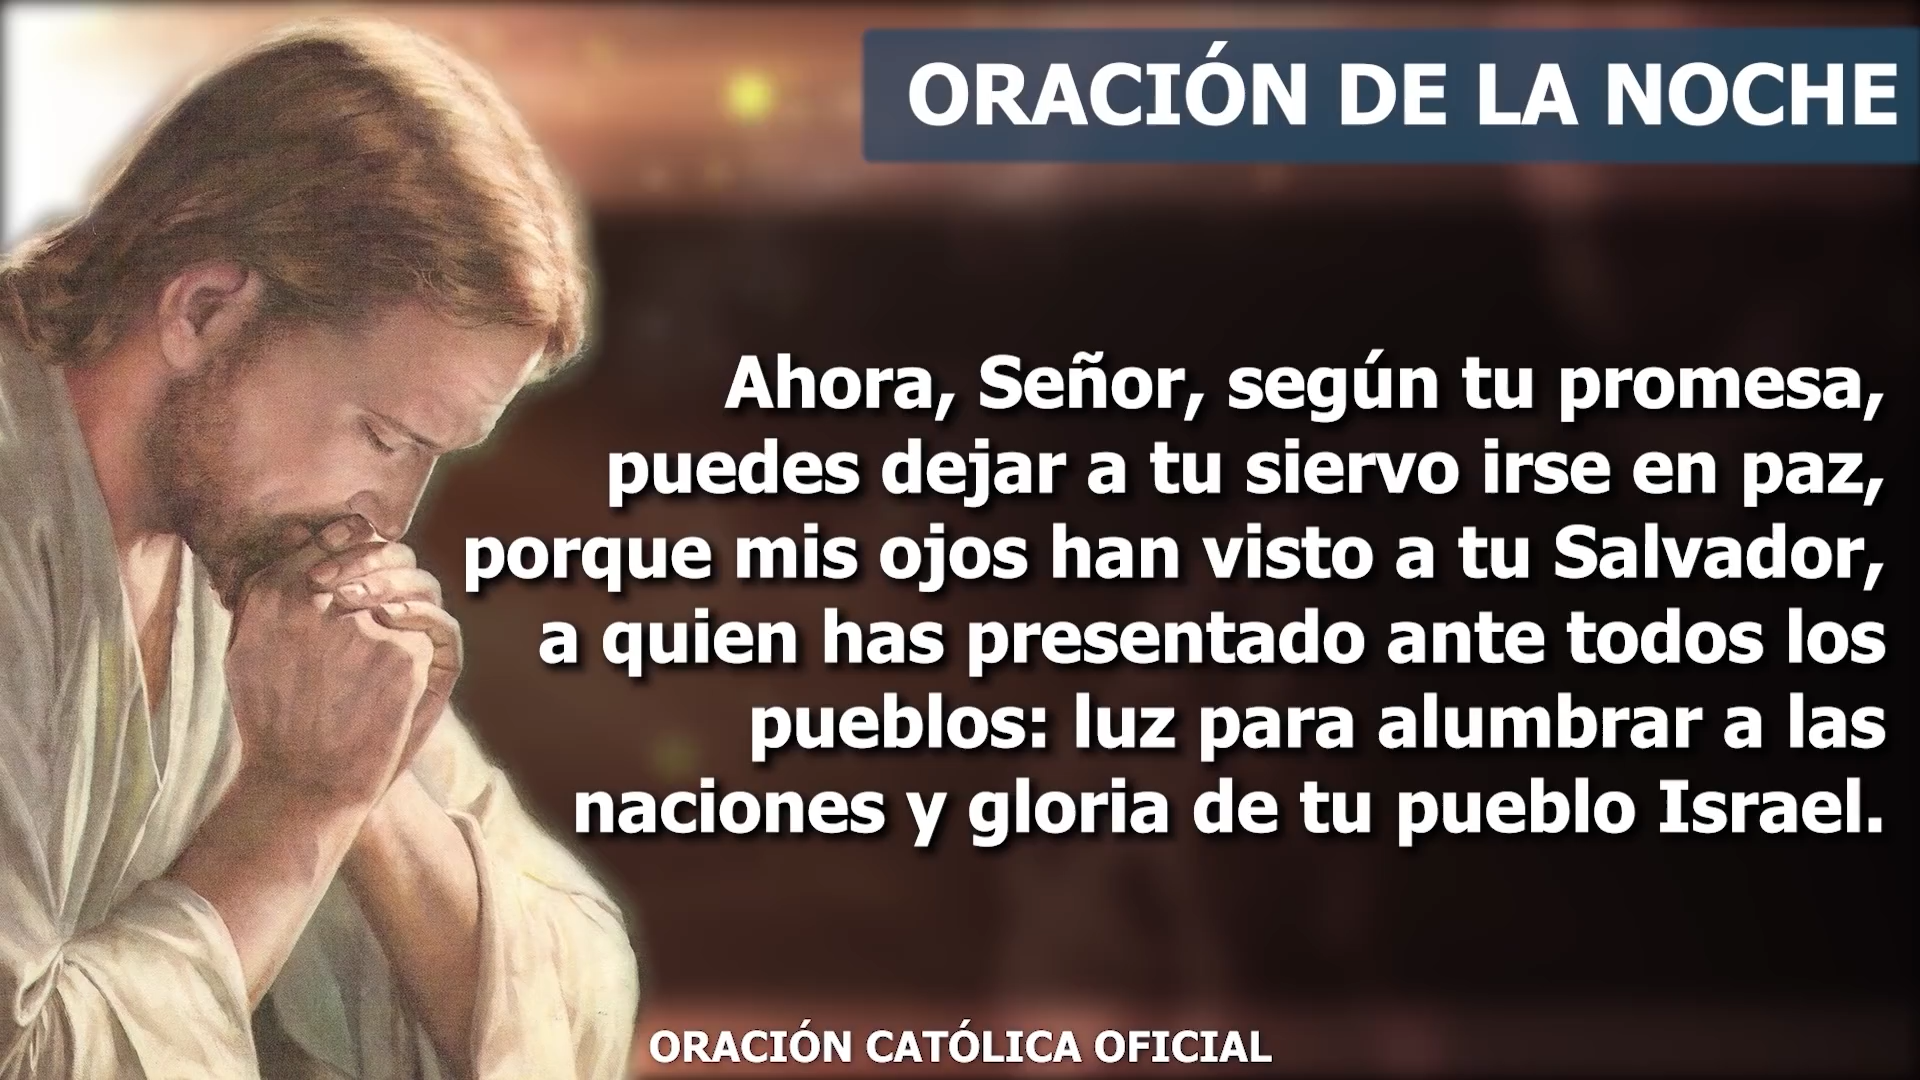 ORACIÓN DE LA NOCHE
Ahora, Señor, según tu promesa,
puedes dejar a tu siervo irse en paz,
porque mis ojos han visto a tu Salvador,
a quien has presentado ante todos los
pueblos: luz para alumbrar a las
naciones y gloria de tu pueblo Israel.
ORACIÓN CATÓLICA OFICIAL